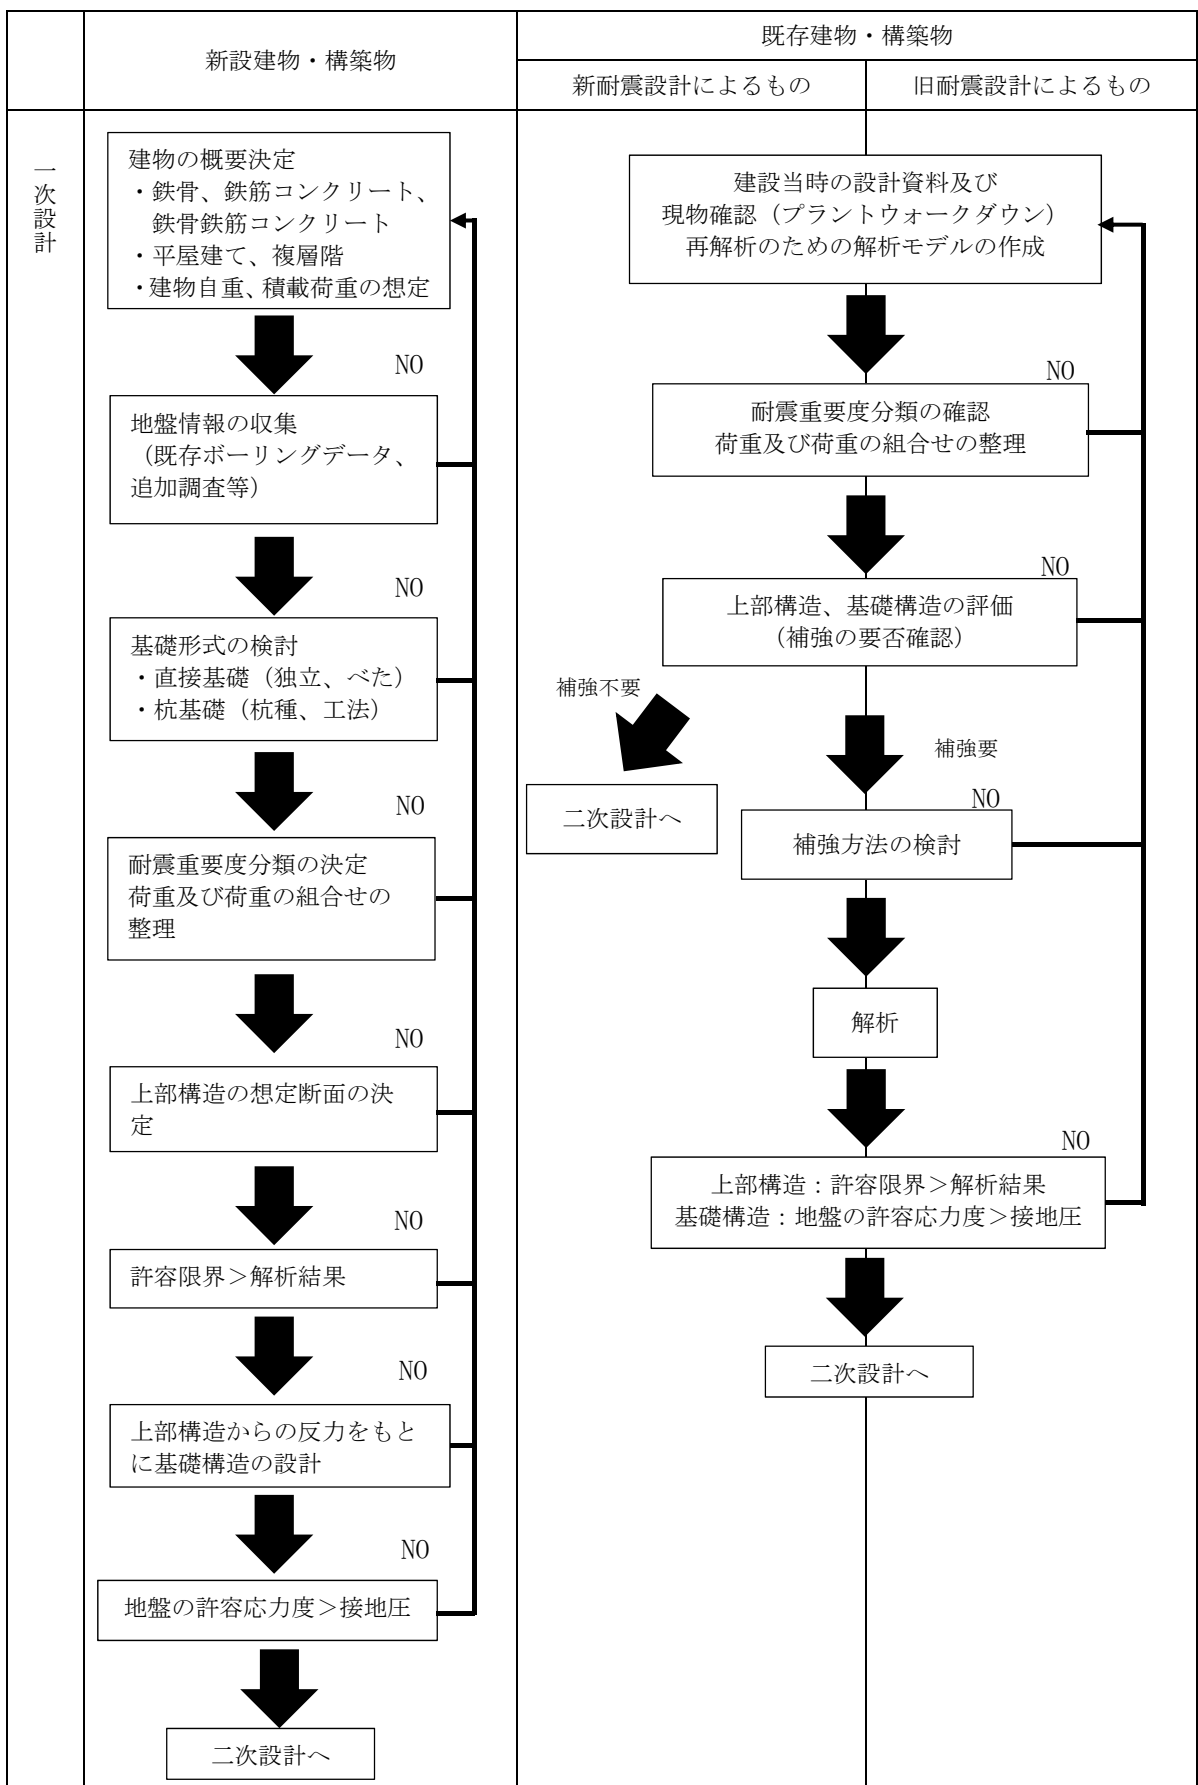 新設建物・構築物
既存建物・構築物
新耐震設計によるもの
旧耐震設計によるもの
一次設計
建物の概要決定
・鉄骨、鉄筋コンクリート、
鉄骨鉄筋コンクリート
・平屋建て、複層階
・建物自重、積載荷重の想定
NO
地盤情報の収集
（既存ボーリングデータ、
追加調査等）
NO
基礎形式の検討
・直接基礎（独立、べた）
・杭基礎（杭種、工法）
NO
耐震重要度分類の決定
荷重及び荷重の組合せの
整理
NO
上部構造の想定断面の決
定
NO
許容限界＞解析結果
NO
上部構造からの反力をもと
に基礎構造の設計
NO
地盤の許容応力度＞接地圧
二次設計へ
建設当時の設計資料及び
現物確認（プラントウォークダウン）
再解析のための解析モデルの作成
NO
耐震重要度分類の確認
荷重及び荷重の組合せの整理
NO
上部構造、基礎構造の評価
（補強の要否確認）
補強不要
二次設計へ
補強要
NO
補強方法の検討
解析
NO
上部構造：許容限界＞解析結果
基礎構造：地盤の許容応力度＞接地圧
二次設計へ